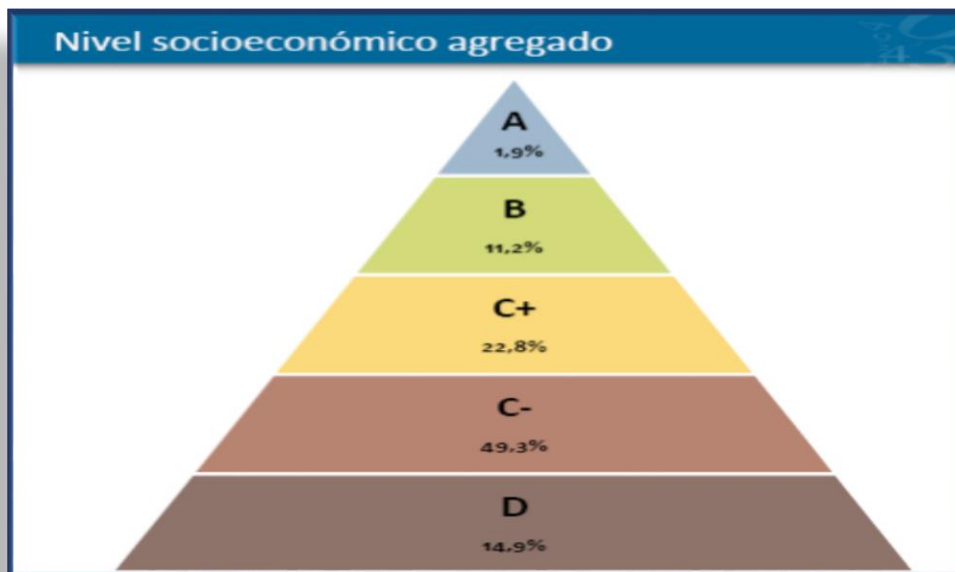 Nivel socioeconómico agregado
A
1,9%
B
11,2%
C+
22,8%
C-
49,3%
D
14,9%